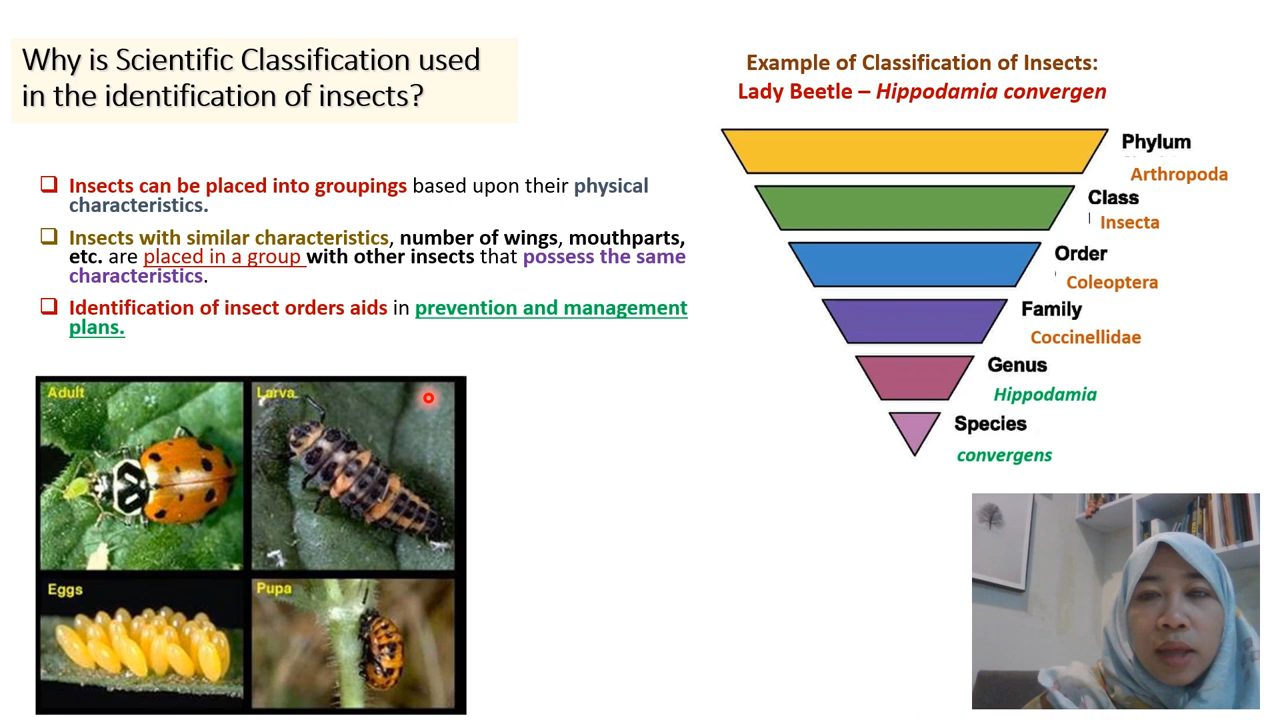 Why is Scientific Classification used
in the identification of insects?
Insects can be placed into groupings based upon their physical
characteristics.
Insects with similar characteristics, number of wings, mouthparts,
etc. are placed in a group with other insects that possess the same
characteristics.
Identification of insect orders aids in prevention and management
plans.
Adult
Larva
Eggs
Pupa
Example of Classification of Insects:
Lady Beetle – Hippodamia convergen
Phylum
Arthropoda
Class
Insecta
Order
Coleoptera
Family
Coccinellidae
Genus
Hippodamia
Species
convergens